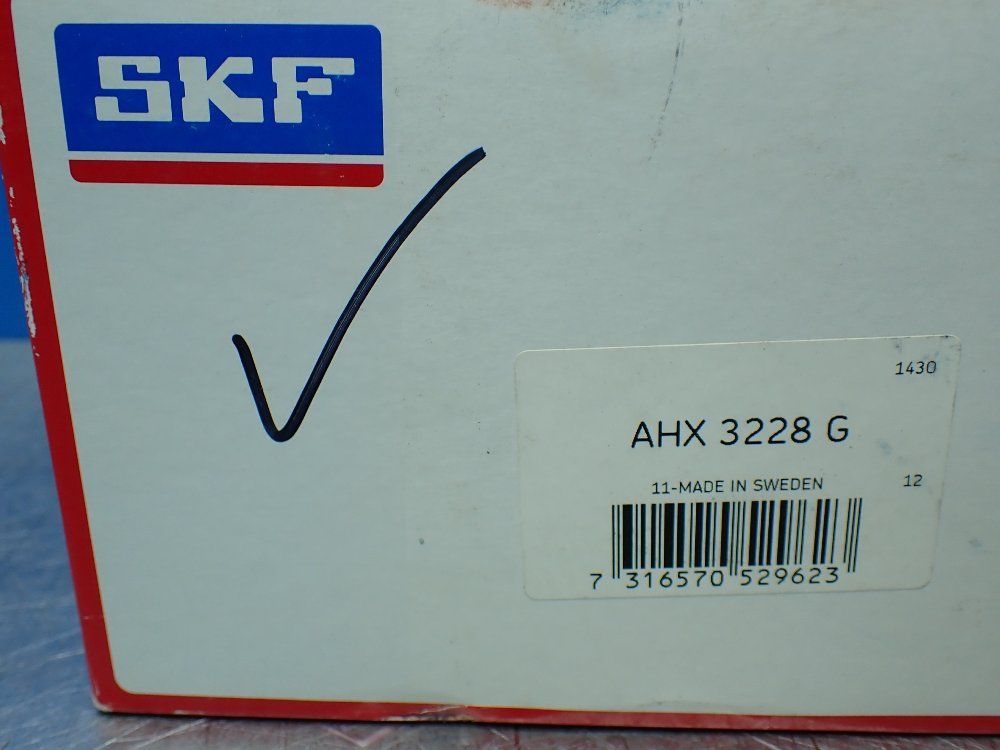 SKF
1430
AHX 3228 G
11-MADE IN SWEDEN 12
7 316570 529623